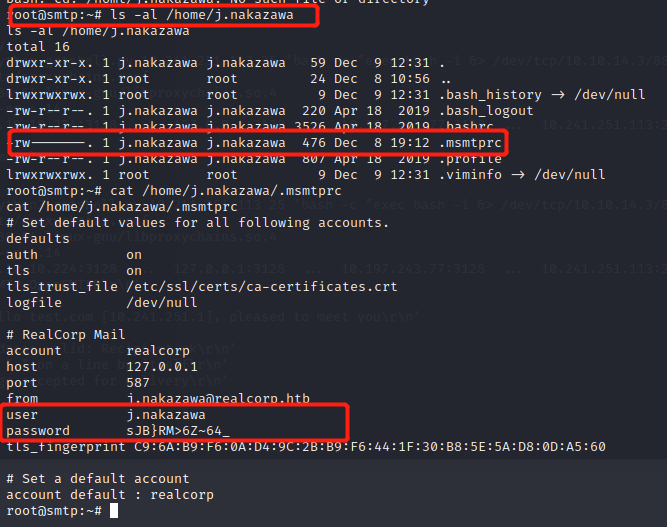 bash: cd: /home/j.nakazawa: No such file or directory
root@smtp:~# ls -al /home/j.nakazawa
ls -al /home/j.nakazawa
total 16
drwxr-xr-x. 1 j.nakazawa j.nakazawa   59 Dec  9 12:31 .
drwxr-xr-x. 1 root       root         24 Dec  8 10:56 ..
lrwxrwxrwx. 1 root       root          9 Dec  9 12:31 .bash_history -> /dev/null
-rw-r--r--. 1 j.nakazawa j.nakazawa  220 Apr 18  2019 .bash_logout
-rw-r--r--. 1 j.nakazawa j.nakazawa 3526 Apr 18  2019 .bashrc
-rw-------. 1 j.nakazawa j.nakazawa  476 Dec  8 19:12 .msmtprc
-rw-r--r--. 1 j.nakazawa j.nakazawa  807 Apr 18  2019 .profile
lrwxrwxrwx. 1 root       root          9 Dec  9 12:31 .viminfo -> /dev/null
root@smtp:~# cat /home/j.nakazawa/.msmtprc
cat /home/j.nakazawa/.msmtprc
# Set default values for all following accounts.
defaults
auth           on
tls            on
tls_trust_file /etc/ssl/certs/ca-certificates.crt
logfile        /dev/null
# RealCorp Mail
account        realcorp
host           127.0.0.1
port           587
from           j.nakazawa@realcorp.htb
user           j.nakazawa
password       sJB}RM>6Z~64_
tls_fingerprint C9:6A:B9:F6:0A:D4:9C:2B:B9:F6:44:1F:30:B8:5E:5A:D8:0D:A5:60
# Set a default account
account default : realcorp
root@smtp:~#